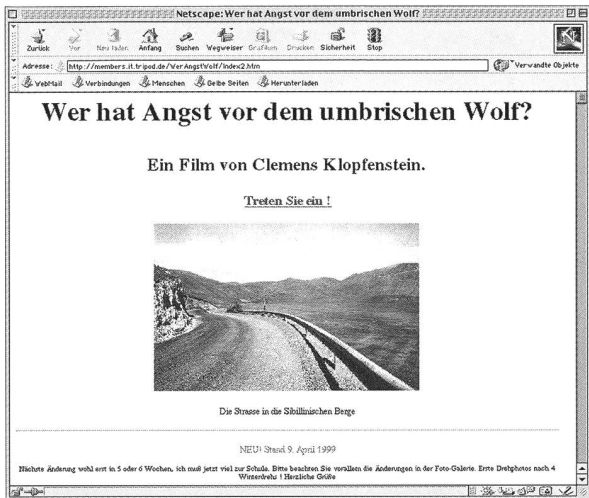 Netscape: Wer hat Angst vor dem umbrischen Wolf?
Zurück Vor Neu laden Anfang Suchen Wegweiser Grafiken Drucken Sicherheit Stop
Adresse: http://members.it.tripod.de/VerAngstWolf/index2.htm Verwandte Objekte
WebMail Verbindungen Menschen Gelbe Seiten Herunterladen
Wer hat Angst vor dem umbrischen Wolf?
Ein Film von Clemens Klopfenstein.
Treten Sie ein !
Die Strasse in die Sibillinischen Berge
NEU! Stand 9. April 1999
Nächste Änderung wohl erst in 5 oder 6 Wochen, ich muß jetzt viel zur Schule. Bitte beachten Sie vorallem die Änderungen in der Foto-Galerie. Erste Drehphotos nach 4
Winterdrehs ! Herzliche Grüße